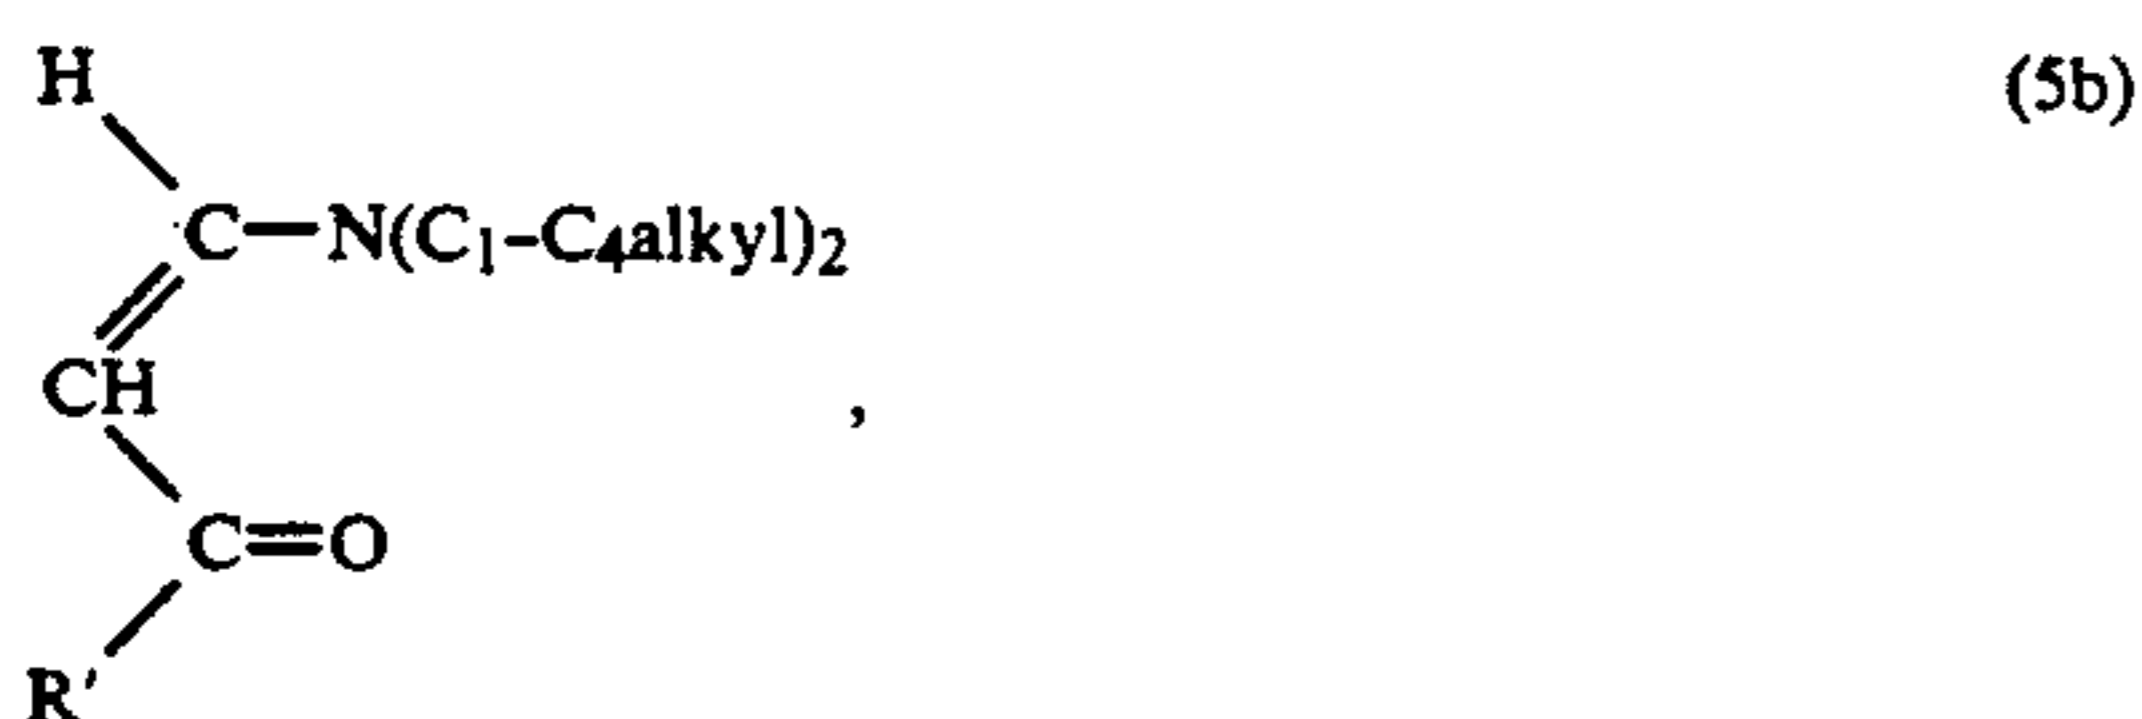 H (5b)
C—N(C1-C4alkyl)2
CH ,
C=O
R'